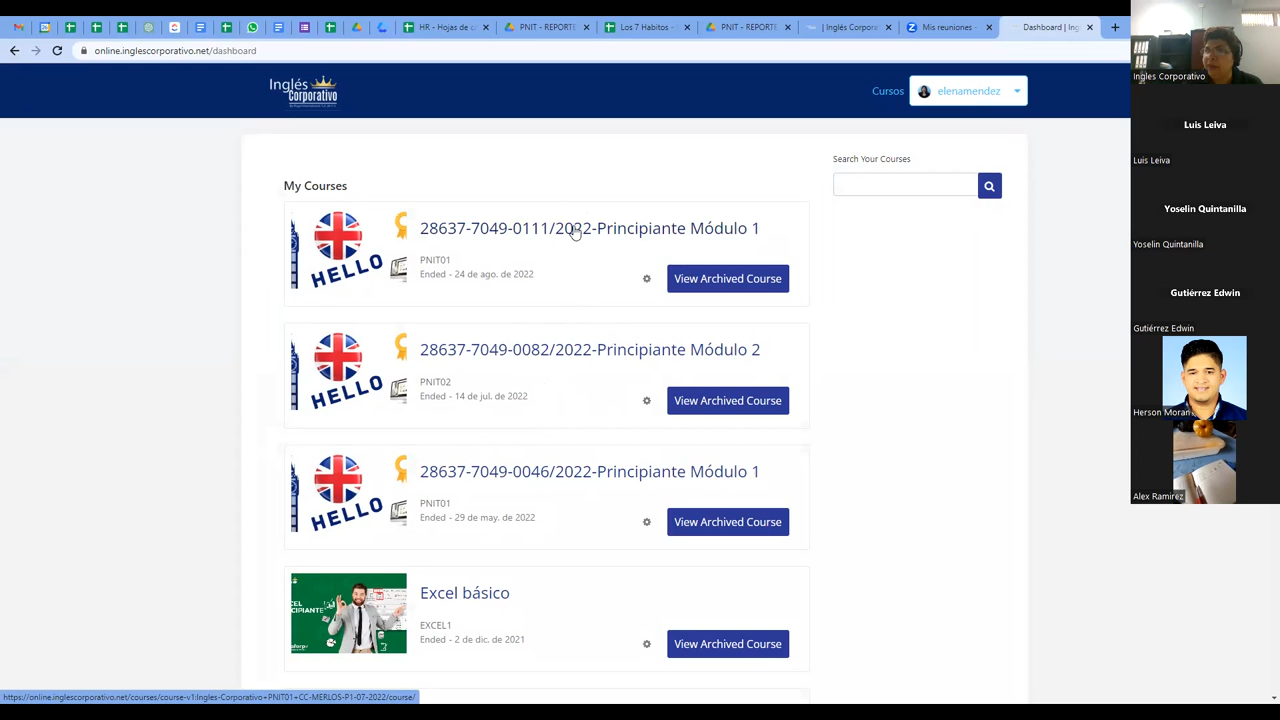 HR - Hojas de c
PNIT - REPORTE
Los 7 Habitos -
PNIT - REPORTE
| Inglés Corpora
Mis reuniones -
Dashboard | Ing
online.inglescorporativo.net/dashboard
Inglés
Corporativo
Cursos
elenamendez
Search Your Courses
My Courses
HELLO
28637-7049-0111/2022-Principiante Módulo 1
PNIT01
Ended - 24 de ago. de 2022
View Archived Course
HELLO
28637-7049-0082/2022-Principiante Módulo 2
PNIT02
Ended - 14 de jul. de 2022
View Archived Course
HELLO
28637-7049-0046/2022-Principiante Módulo 1
PNIT01
Ended - 29 de may. de 2022
View Archived Course
CEL
CIPIANTE
Excel básico
EXCEL1
Ended - 2 de dic. de 2021
View Archived Course
https://online.inglescorporativo.net/courses/course-v1:Ingles-Corporativo+PNIT01+CC-MERLOS-P1-07-2022/course/
Ingles Corporativo
Luis Leiva
Luis Leiva
Yoselin Quintanilla
Yoselin Quintanilla
Gutiérrez Edwin
Gutiérrez Edwin
Herson Moran
Alex Ramirez